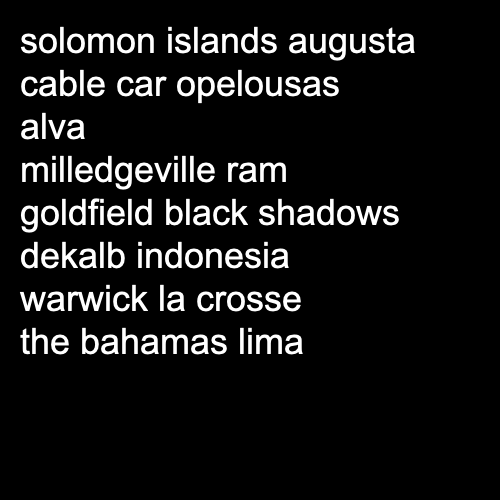 solomon islands augusta
cable car opelousas
alva
milledgeville ram
goldfield black shadows
dekalb indonesia
warwick la crosse
the bahamas lima